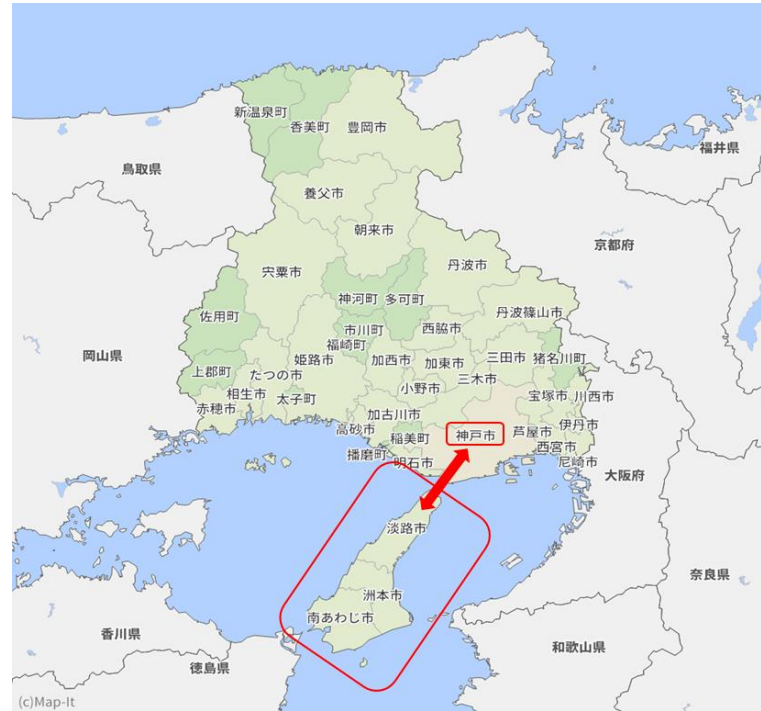 新温泉町
香美町
豊岡市
福井県
鳥取県
養父市
朝来市
京都府
宍粟市
丹波市
神河町
多可町
佐用町
丹波篠山市
市川町
西脇市
福崎町
岡山県
姫路市
加西市
加東市
三田市
猪名川町
上郡町
たつの市
三木市
相生市
小野市
太子町
宝塚市
川西市
赤穂市
加古川市
高砂市
稲美町
神戸市
芦屋市
伊丹市
西宮市
播磨町
明石市
尼崎市
大阪府
淡路市
奈良県
洲本市
南あわじ市
香川県
和歌山県
徳島県
(c)Map-It